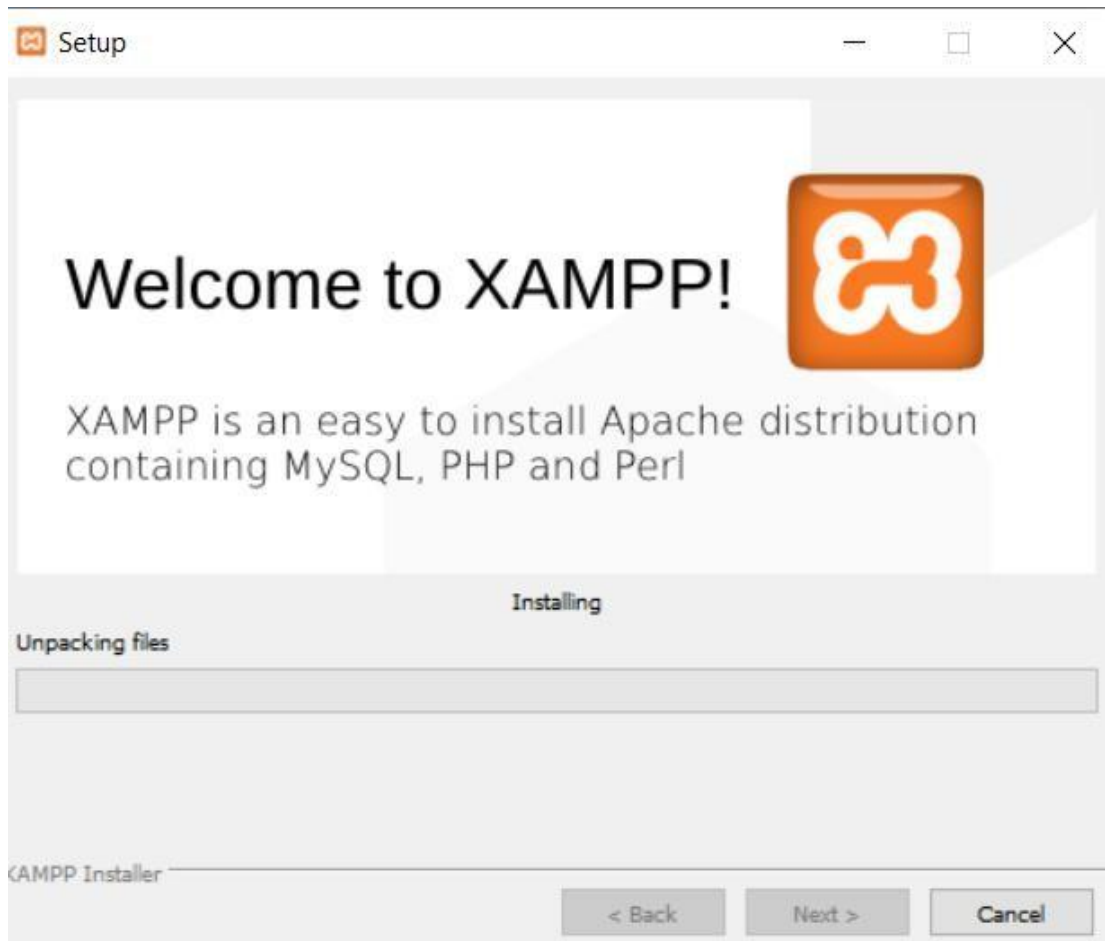 Setup
Welcome to XAMPP!
XAMPP is an easy to install Apache distribution
containing MySQL, PHP and Perl
Installing
Unpacking files
XAMPP Installer
< Back
Next >
Cancel